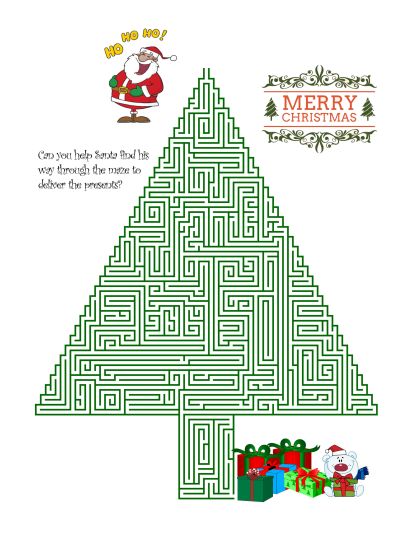 HO HO HO!
MERRY
CHRISTMAS
Can you help Santa find his
way through the maze to
deliver the presents?